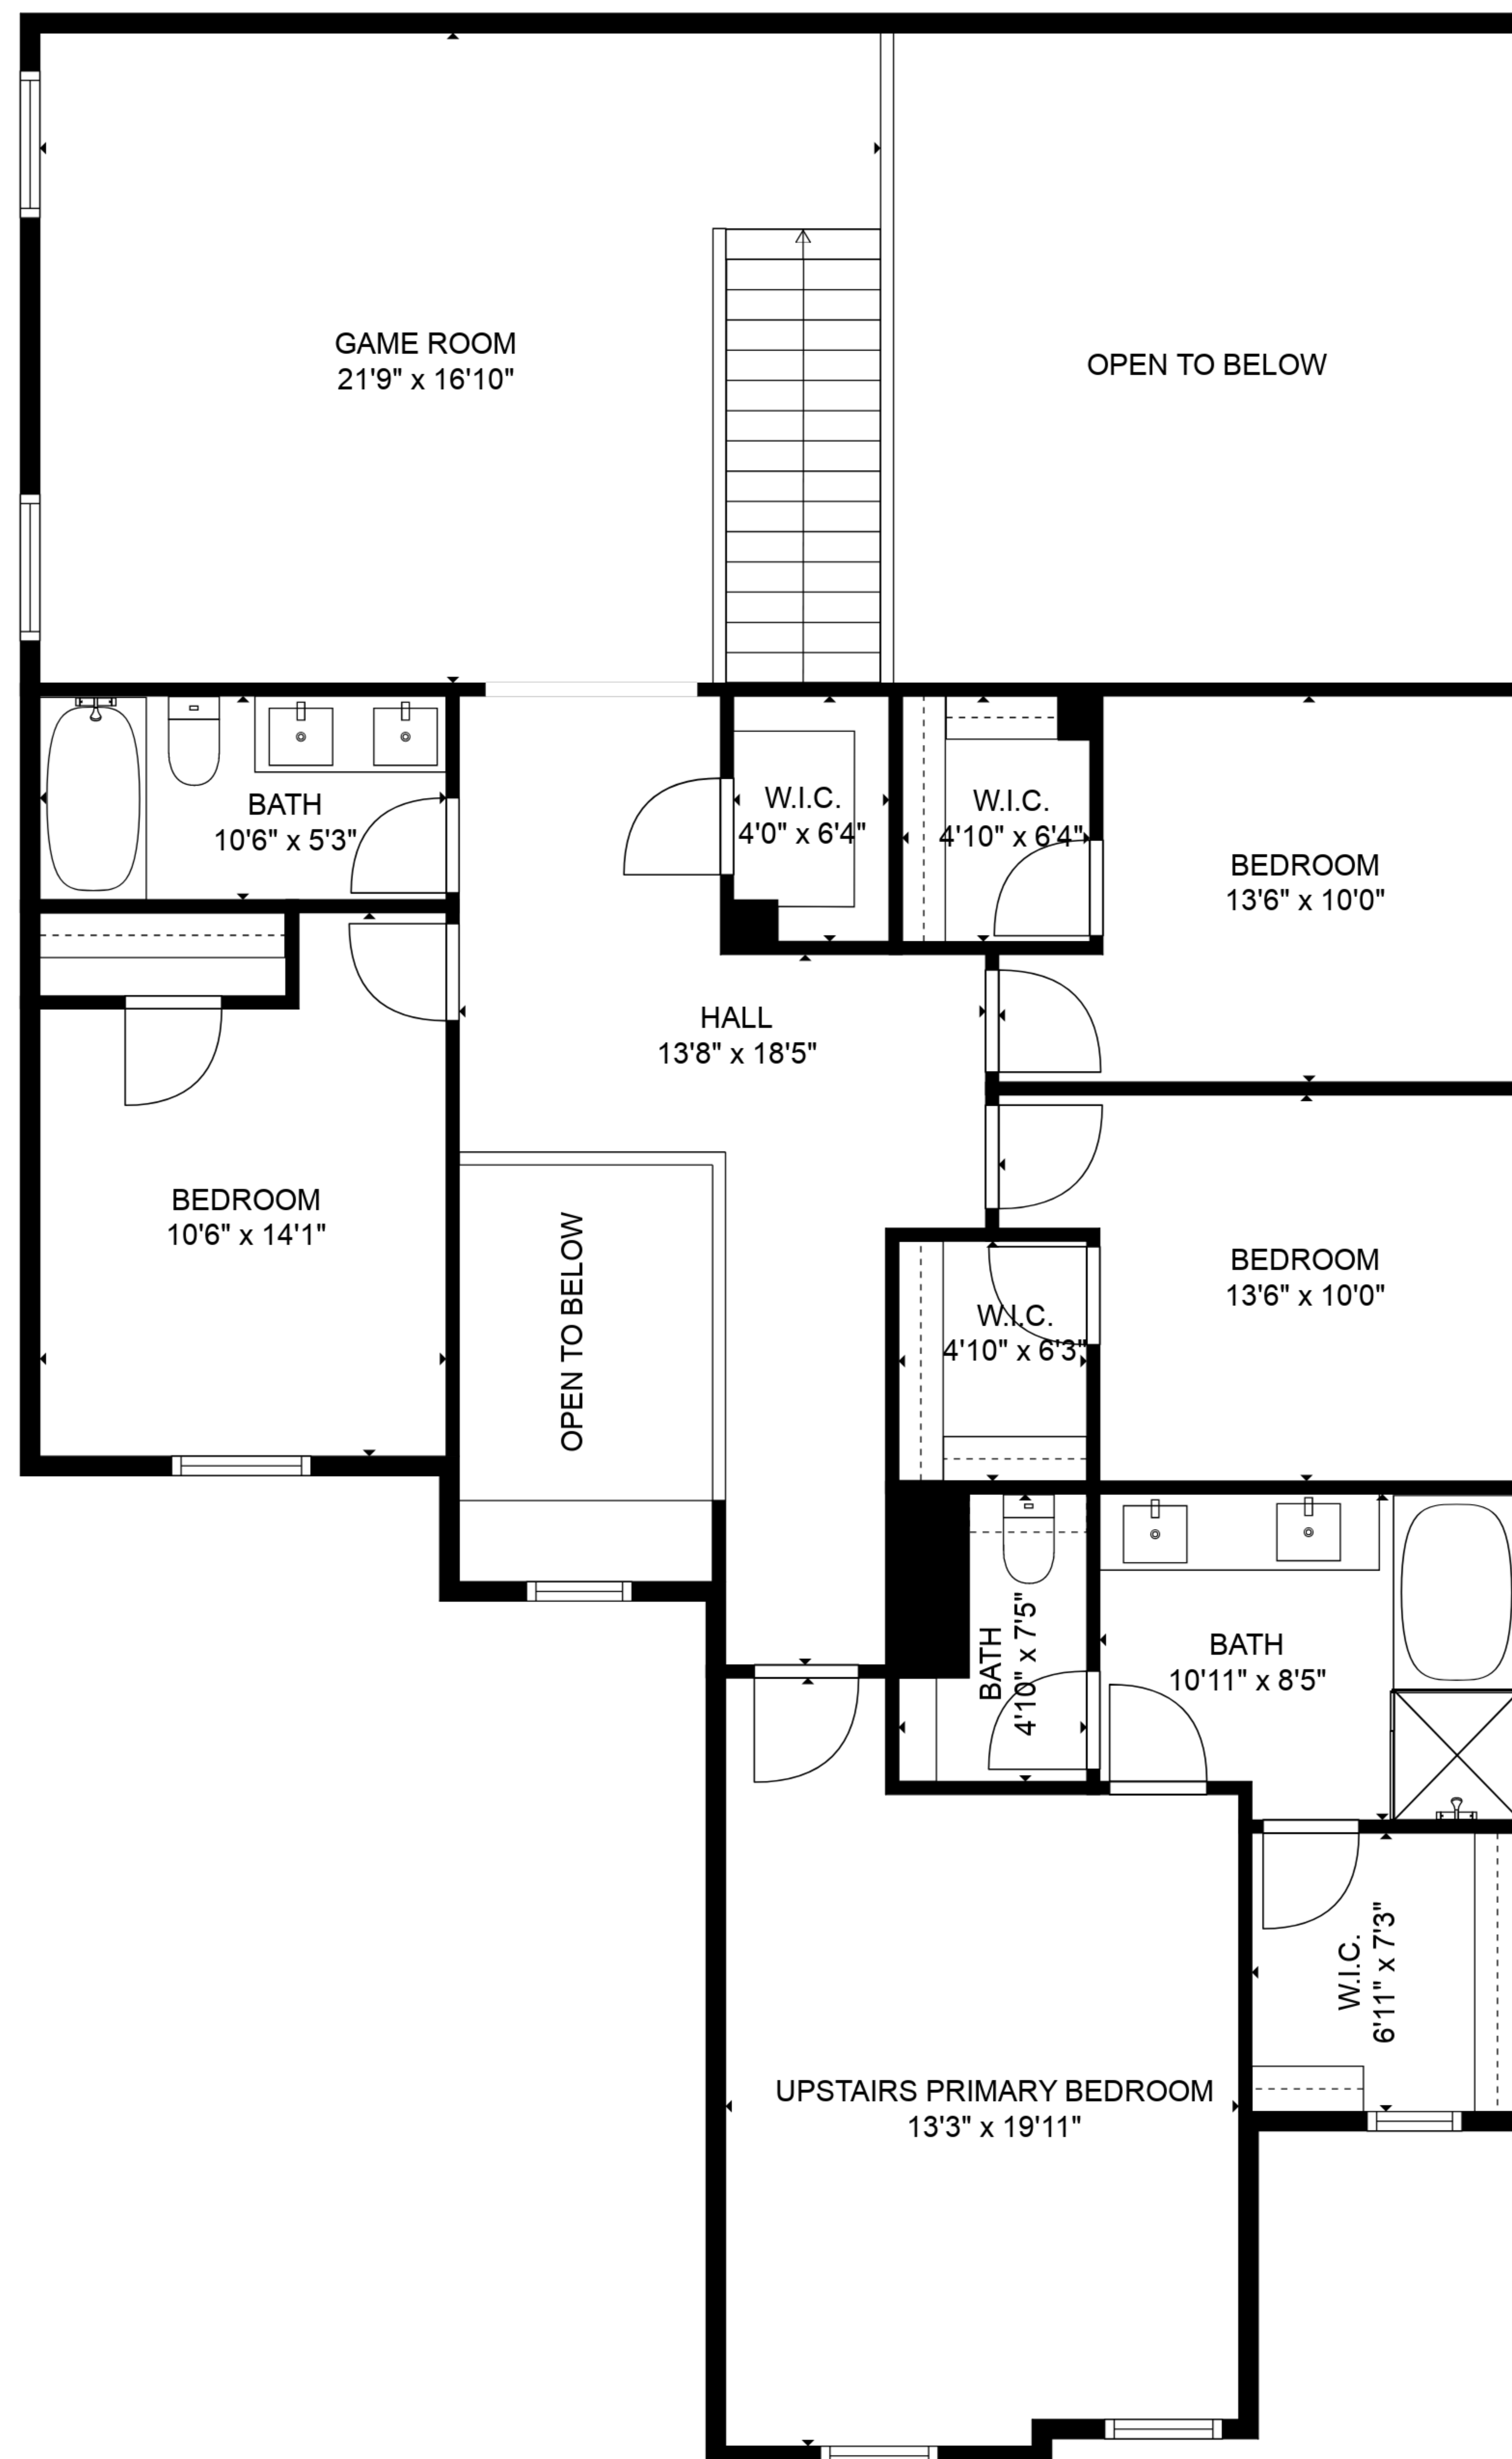 GAME ROOM
21'9" x 16'10"
OPEN TO BELOW
BATH
10'6" x 5'3"
W.I.C.
4'0" x 6'4"
W.I.C.
4'10" x 6'4"
BEDROOM
13'6" x 10'0"
HALL
13'8" x 18'5"
BEDROOM
10'6" x 14'1"
OPEN TO BELOW
W.I.C.
4'10" x 6'3"
BEDROOM
13'6" x 10'0"
BATH
4'10" x 7'5"
BATH
10'11" x 8'5"
W.I.C.
6'11" x 7'3"
UPSTAIRS PRIMARY BEDROOM
13'3" x 19'11"